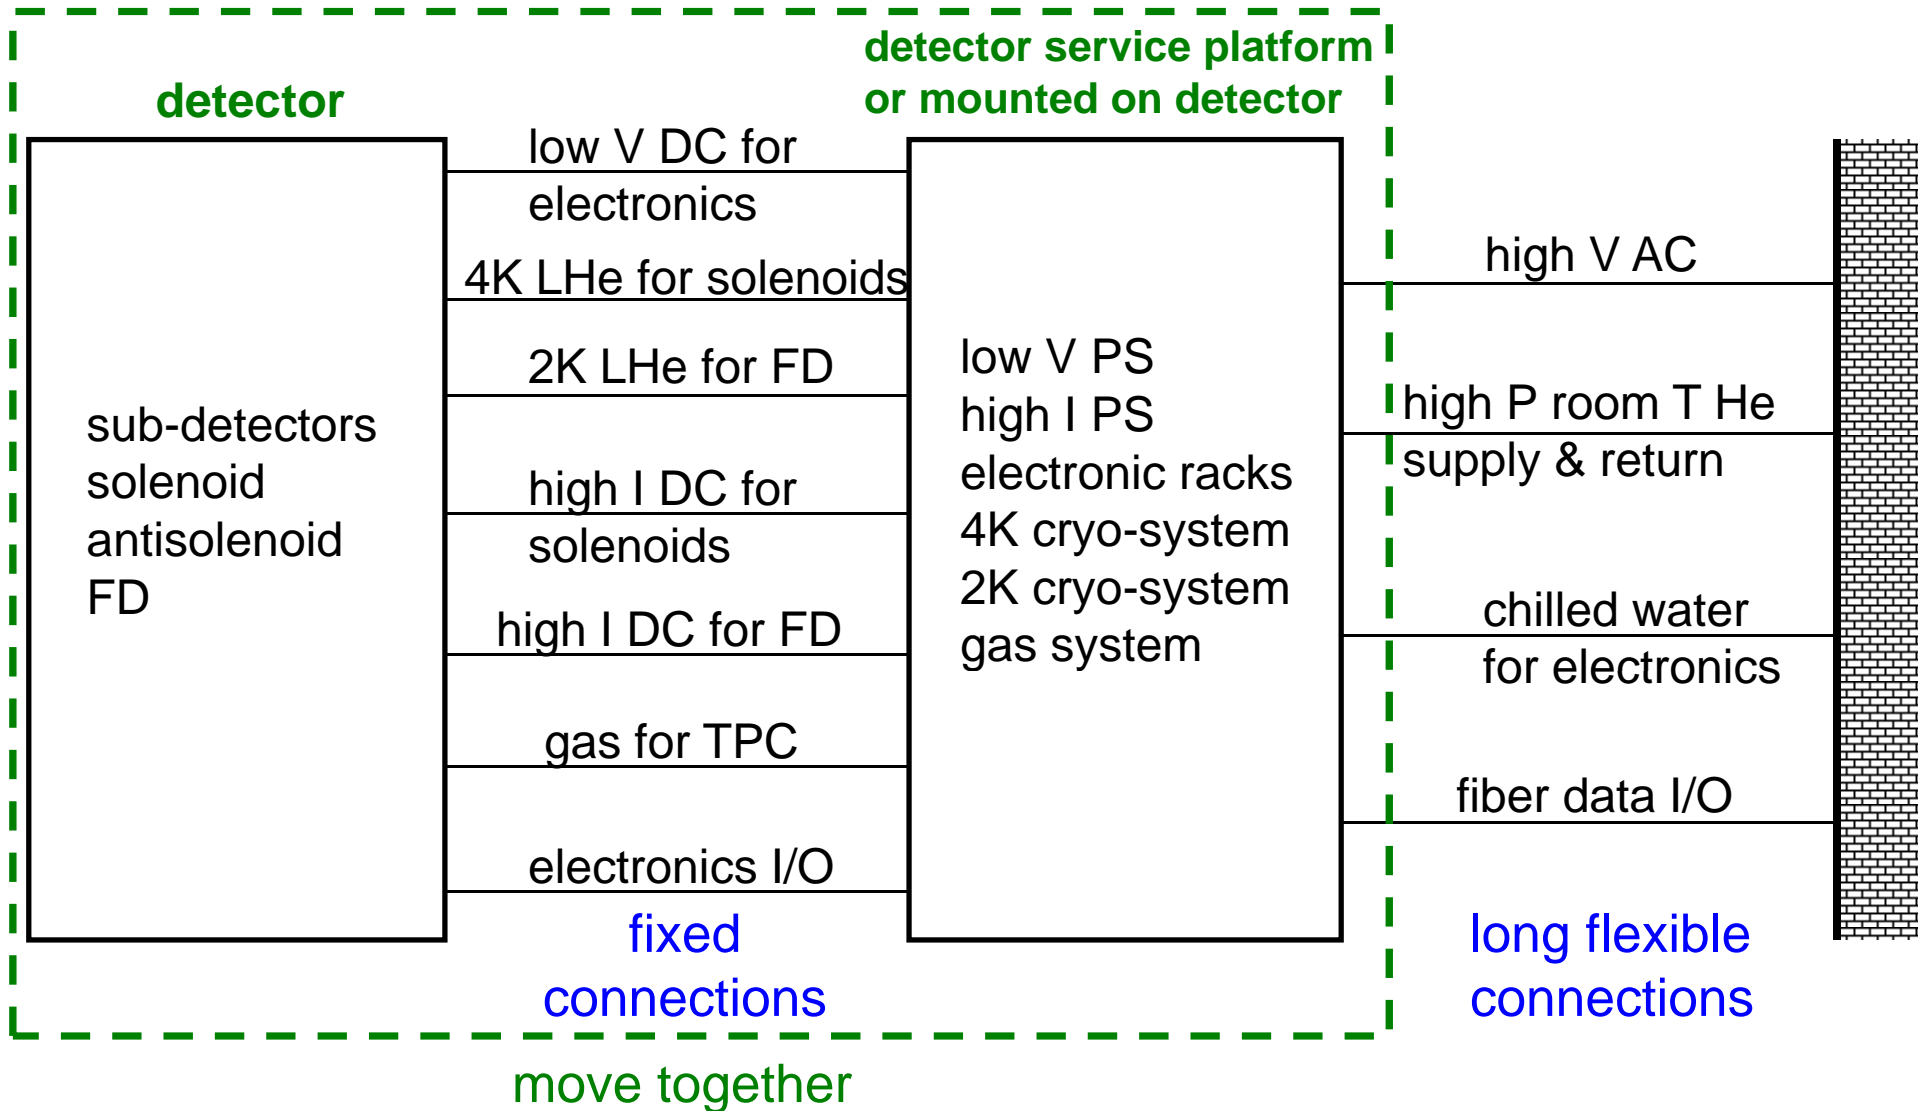 detector service platform
or mounted on detector
detector
low V DC for
electronics
4K LHe for solenoids
2K LHe for FD
high I DC for
solenoids
high I DC for FD
gas for TPC
electronics I/O
sub-detectors
solenoid
antisolenoid
FD
low V PS
high I PS
electronic racks
4K cryo-system
2K cryo-system
gas system
high V AC
high P room T He
supply & return
chilled water
for electronics
fiber data I/O
fixed
connections
long flexible
connections
move together